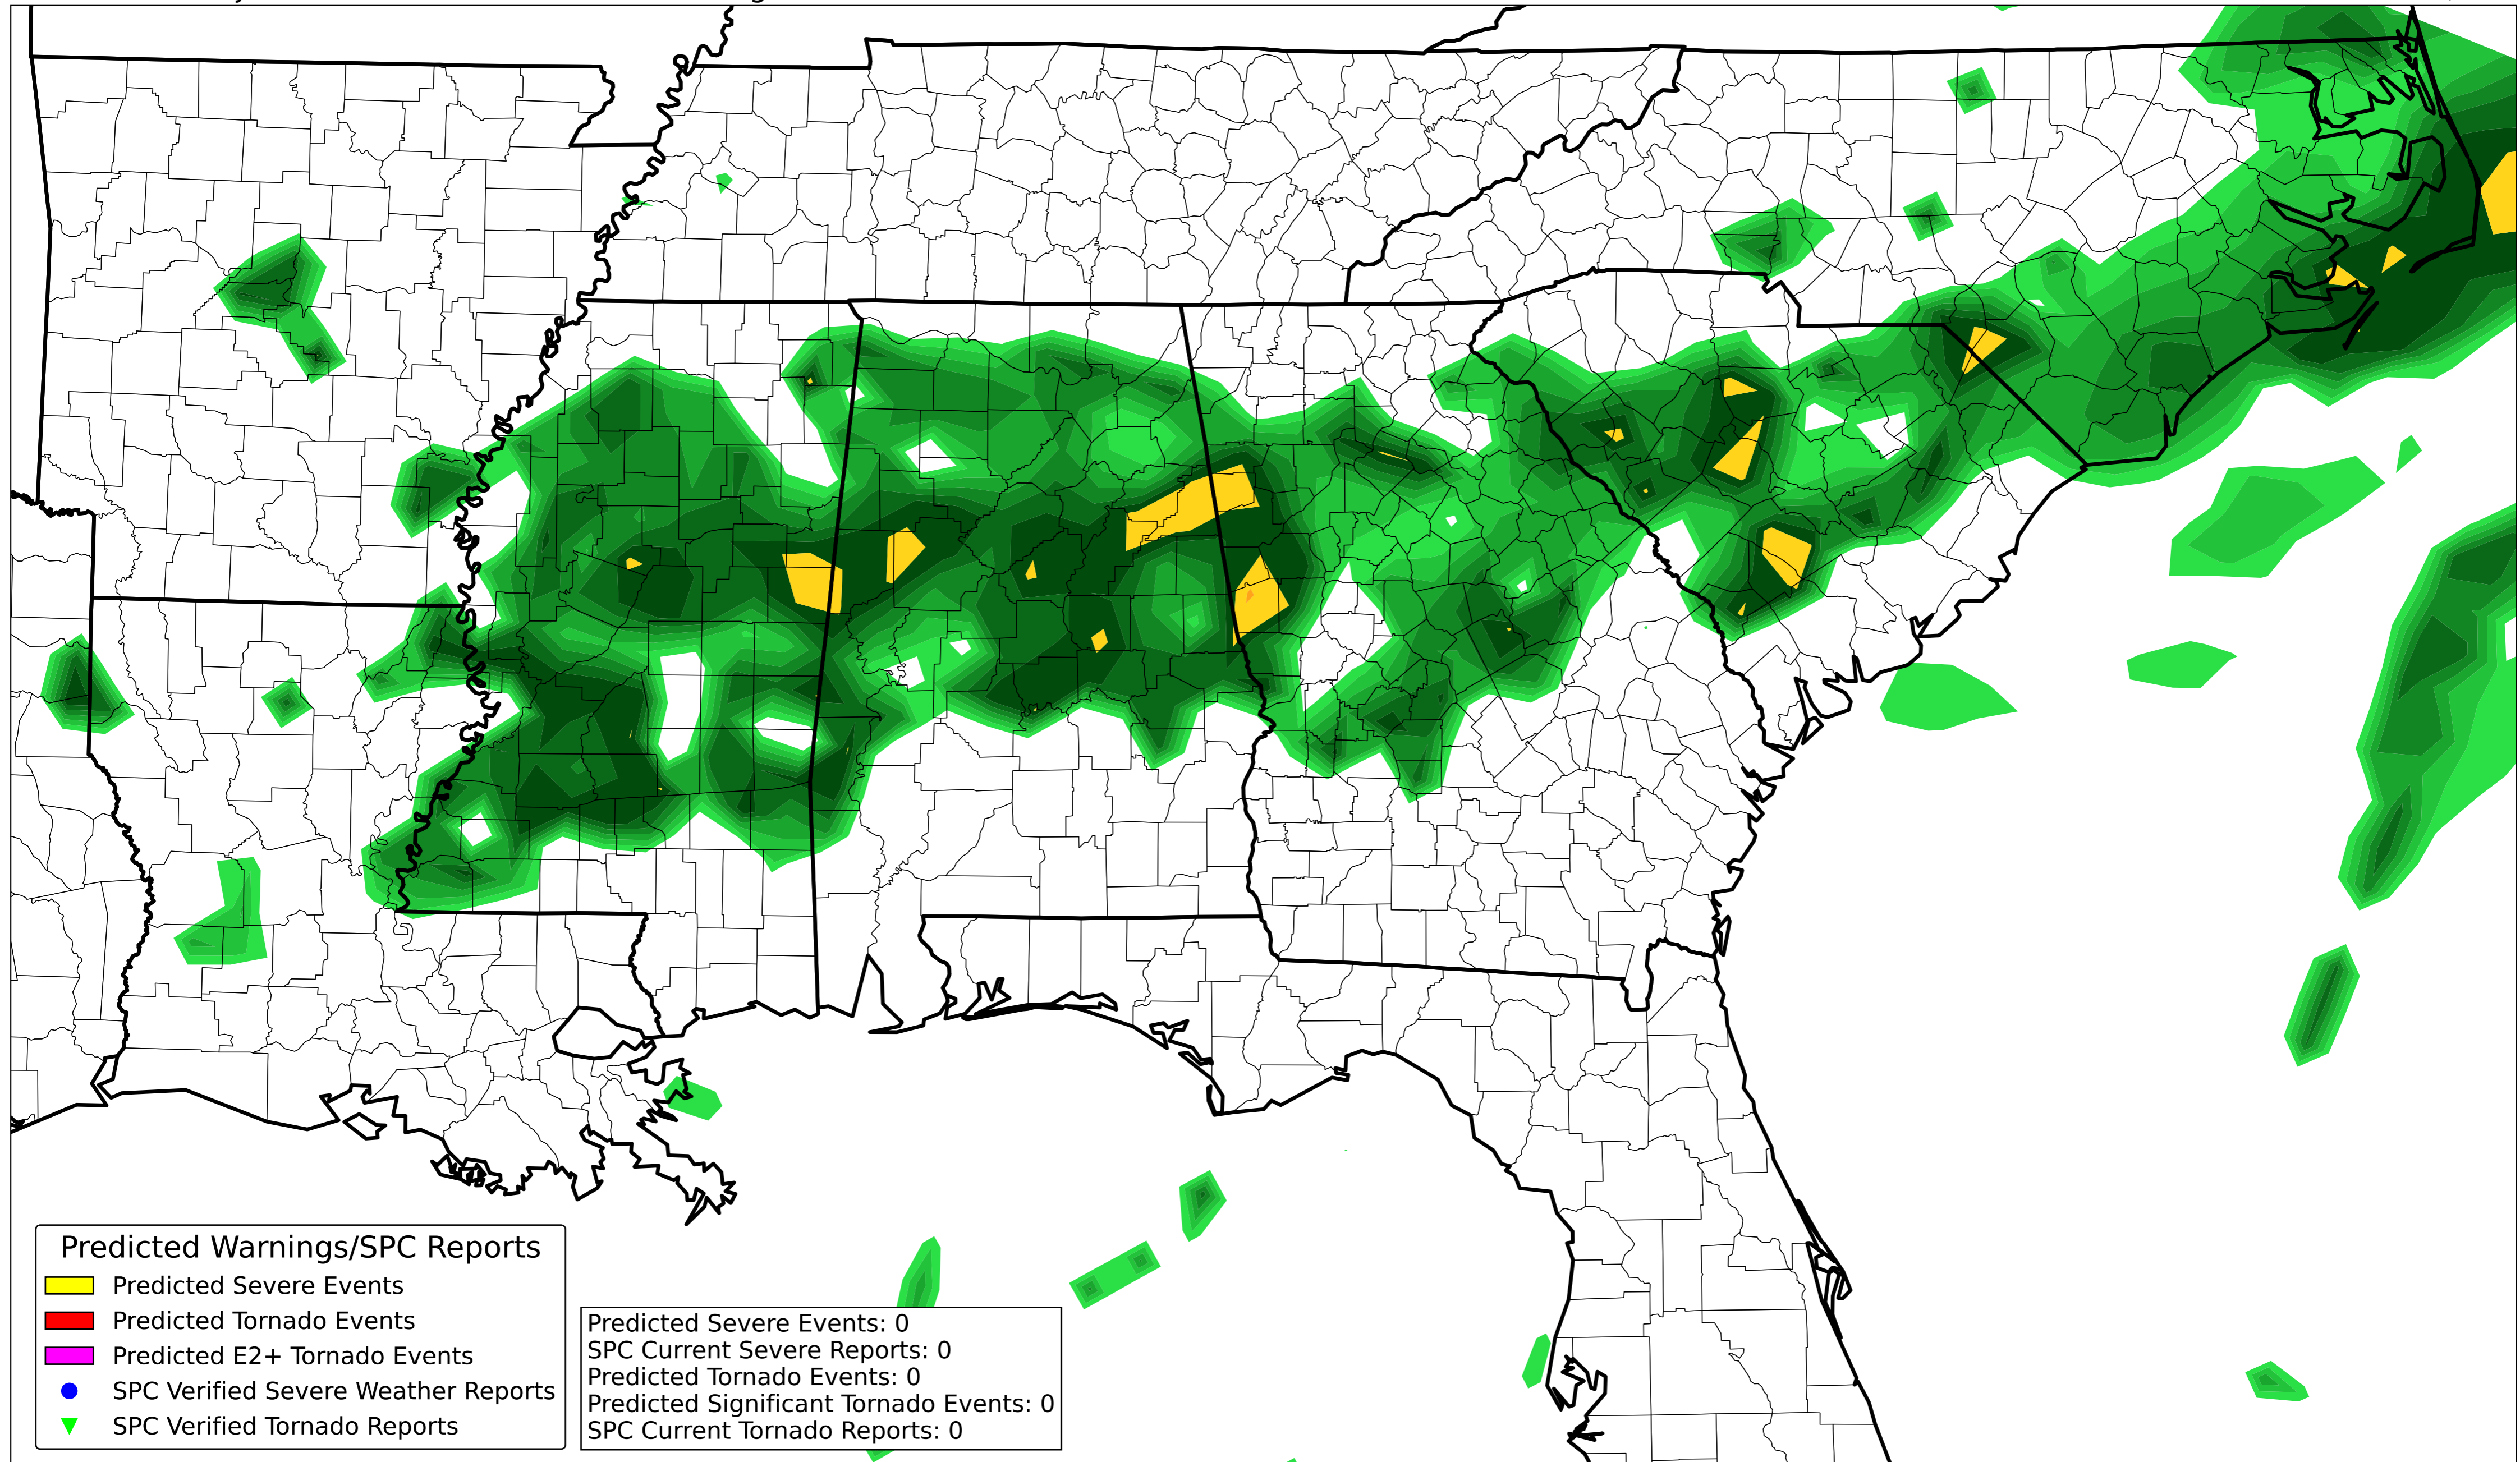 Predicted Warnings/SPC Reports
Predicted Severe Events
Predicted Tornado Events
Predicted E2+ Tornado Events
SPC Verified Severe Weather Reports
SPC Verified Tornado Reports
Predicted Severe Events: 0
SPC Current Severe Reports: 0
Predicted Tornado Events: 0
Predicted Significant Tornado Events: 0
SPC Current Tornado Reports: 0